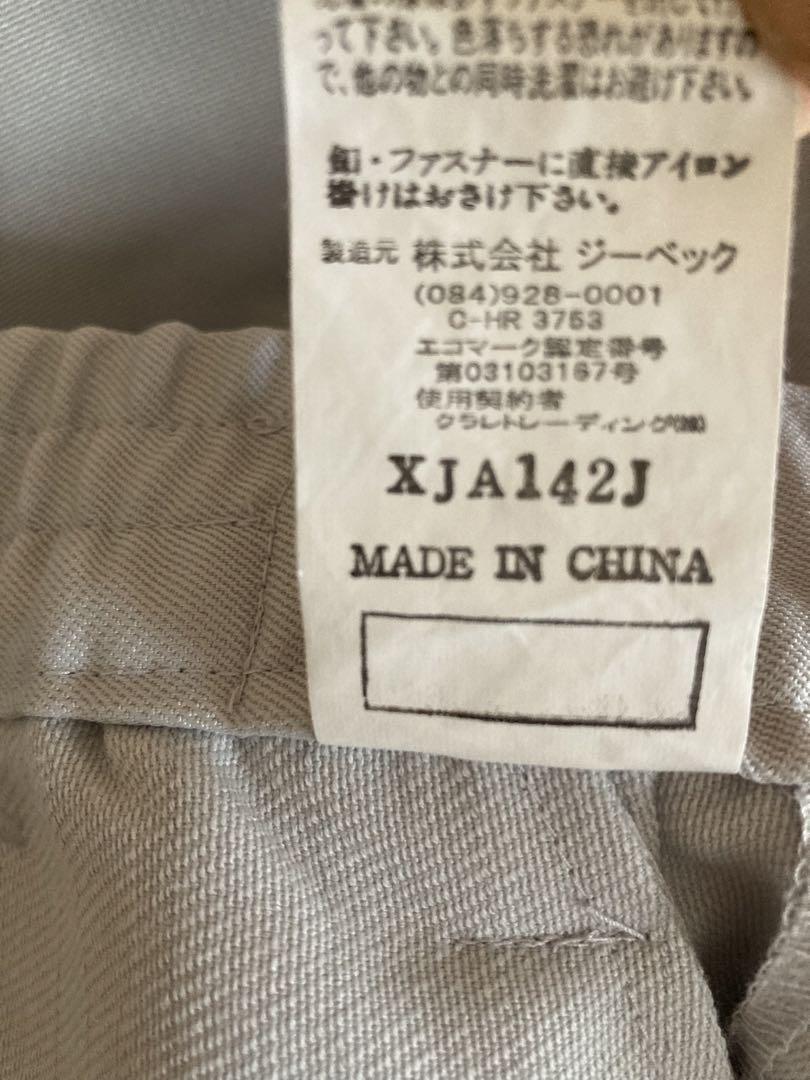 って下さい。色落ちする恐れがありますの
で、他の物との同時洗濯はお避け下さい。
釦・ファスナーに直接アイロン
掛けはおさけ下さい。
製造元 株式会社 ジーベック
(084)928-0001
C-HR 3753
エコマーク認定番号
第03103167号
使用契約者
クラレトレーディング(株)
XJA142J
MADE IN CHINA